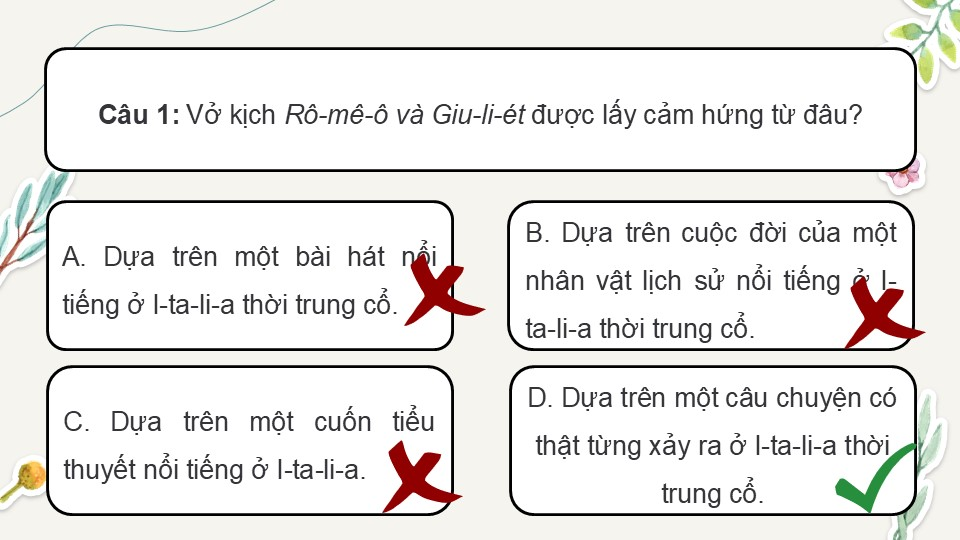 Câu 1: Vở kịch Rô-mê-ô và Giu-li-ét được lấy cảm hứng từ đâu?
A. Dựa trên một bài hát nổi
tiếng ở I-ta-li-a thời trung cổ.
B. Dựa trên cuộc đời của một
nhân vật lịch sử nổi tiếng ở I-
ta-li-a thời trung cổ.
C. Dựa trên một cuốn tiểu
thuyết nổi tiếng ở I-ta-li-a.
D. Dựa trên một câu chuyện có
thật từng xảy ra ở I-ta-li-a thời
trung cổ.